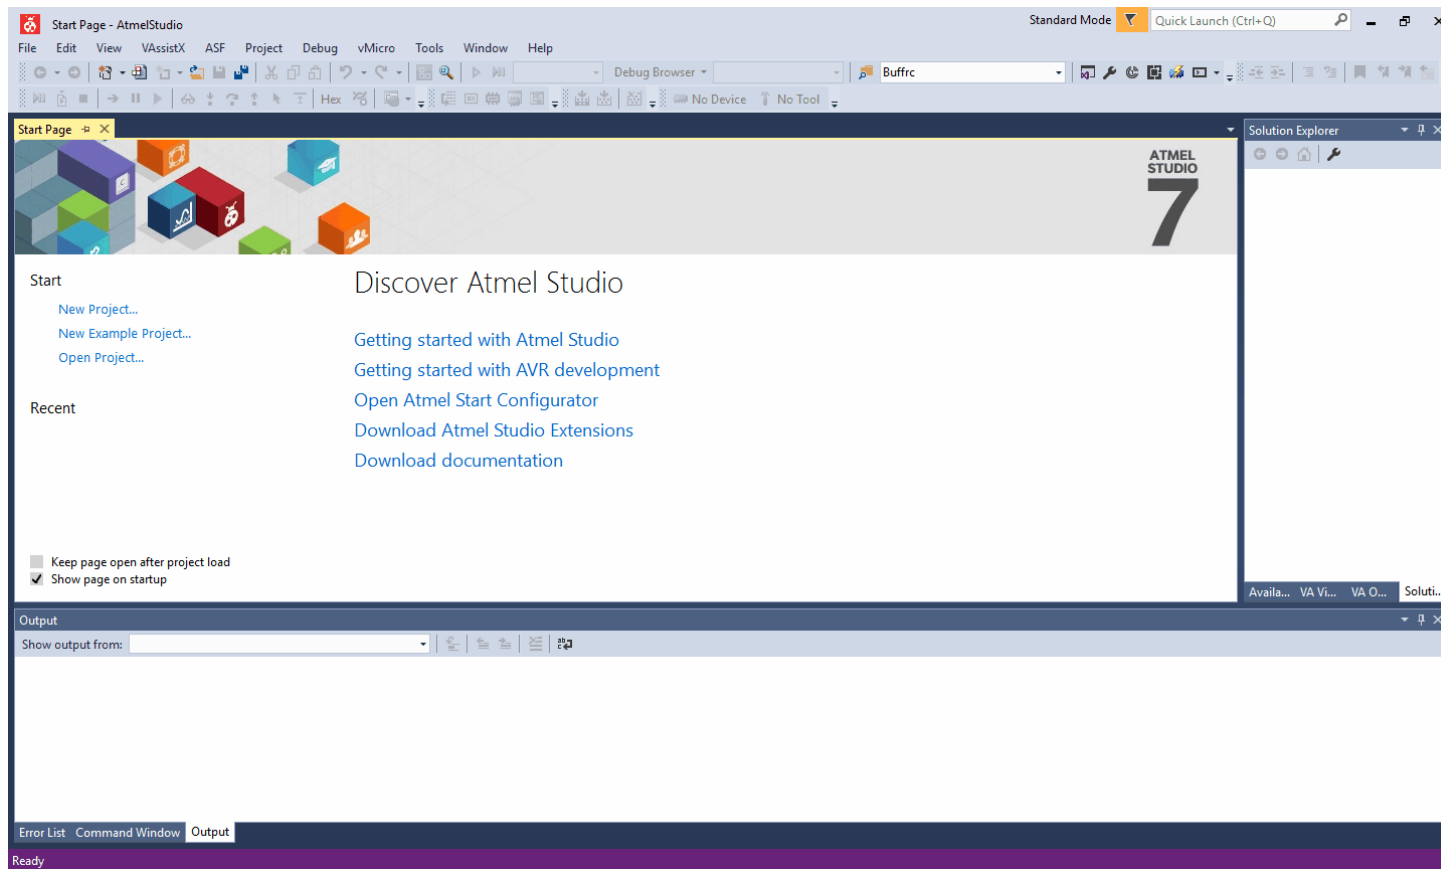 Start Page - AtmelStudio
Standard Mode
Quick Launch (Ctrl+Q)
File Edit View VAssistX ASF Project Debug vMicro Tools Window Help
Debug Browser
Buffrc
Hex
No Device
No Tool
Start Page
Solution Explorer
ATMEL
STUDIO
7
Start
New Project...
New Example Project...
Open Project...
Recent
Discover Atmel Studio
Getting started with Atmel Studio
Getting started with AVR development
Open Atmel Start Configurator
Download Atmel Studio Extensions
Download documentation
Keep page open after project load
Show page on startup
Availa... VA Vi... VA O... Soluti...
Output
Show output from:
Error List Command Window Output
Ready